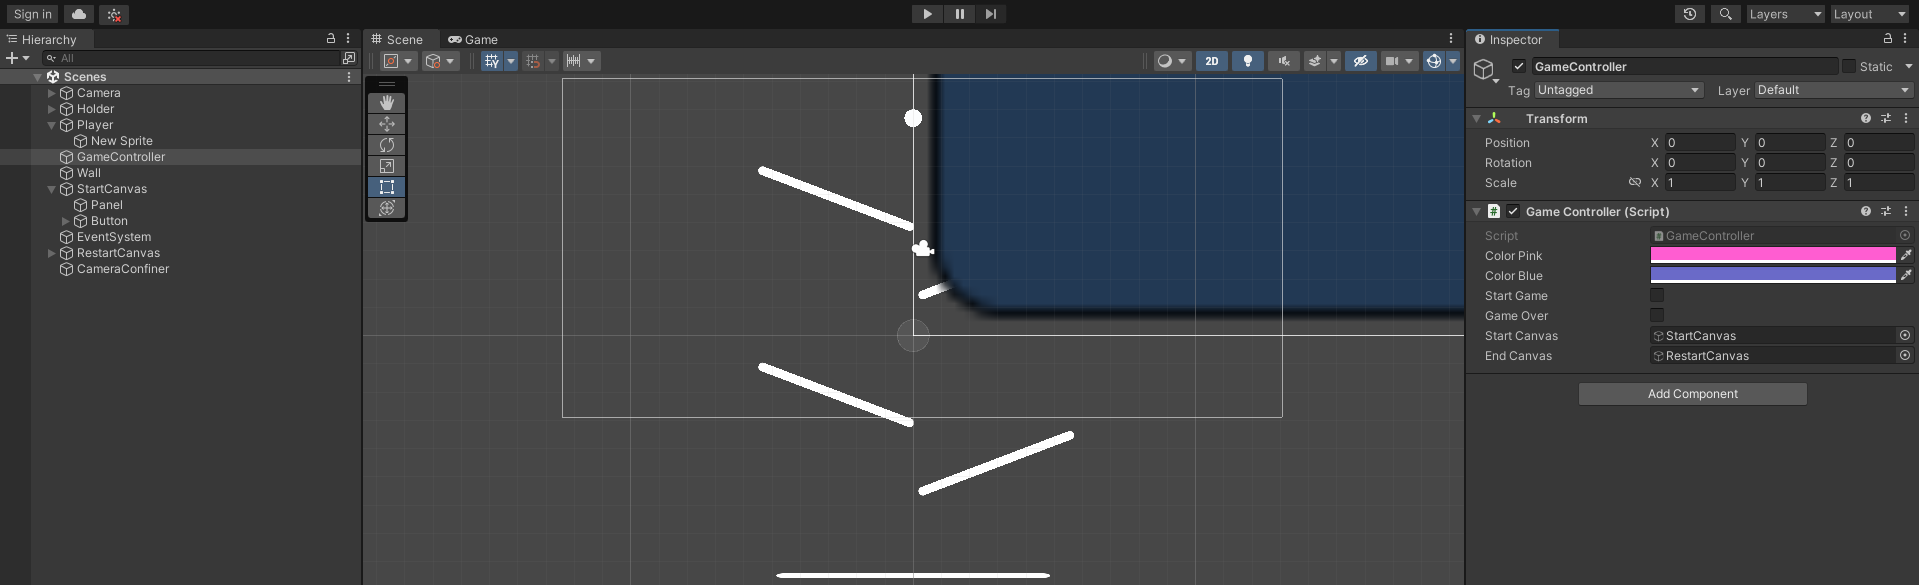 Sign in
Layers
Layout
Hierarchy
All
Scenes
Camera
Holder
Player
New Sprite
GameController
Wall
StartCanvas
Panel
Button
EventSystem
RestartCanvas
CameraConfiner
Scene
Game
2D
Inspector
GameController
Static
Tag Untagged Layer Default
Transform
Position X 0 Y 0 Z 0
Rotation X 0 Y 0 Z 0
Scale X 1 Y 1 Z 1
Game Controller (Script)
Script GameController
Color Pink
Color Blue
Start Game
Game Over
Start Canvas StartCanvas
End Canvas RestartCanvas
Add Component